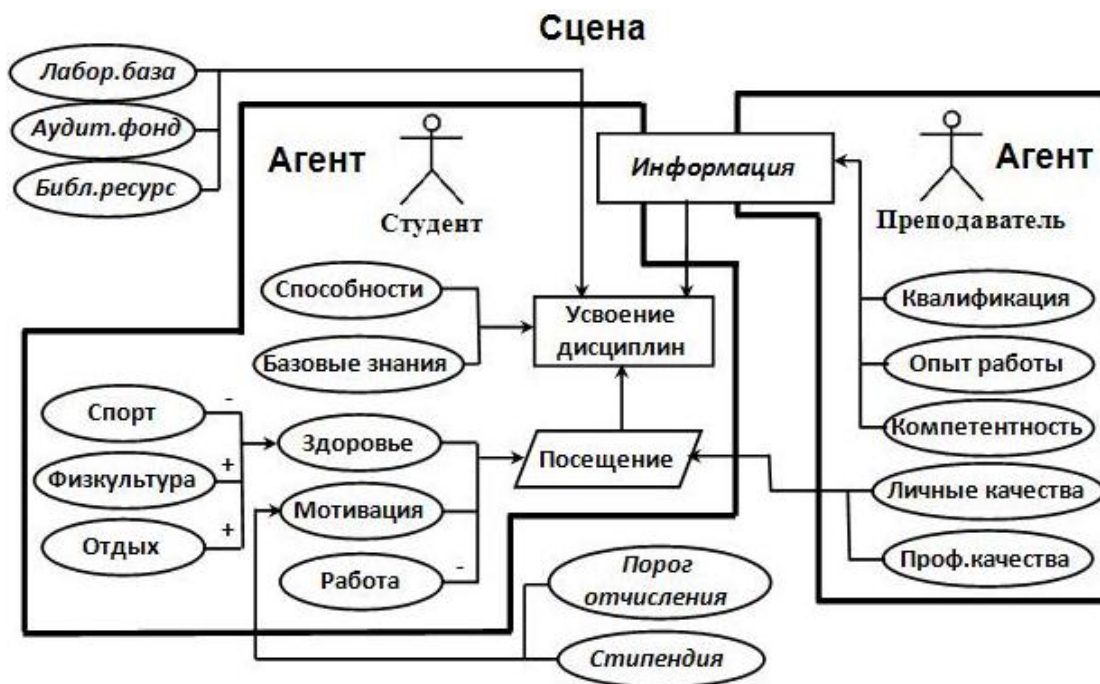 Сцена
Лабор.база
Аудит.фонд
Библ.ресурс
Агент
Студент
Информация
Агент
Преподаватель
Способности
Базовые знания
Усвоение
дисциплин
Квалификация
Опыт работы
Компетентность
Личные качества
Проф.качества
Спорт
-
Физкультура
+
Отдых
+
Здоровье
Мотивация
Работа
-
Посещение
Порог
отчисления
Стипендия